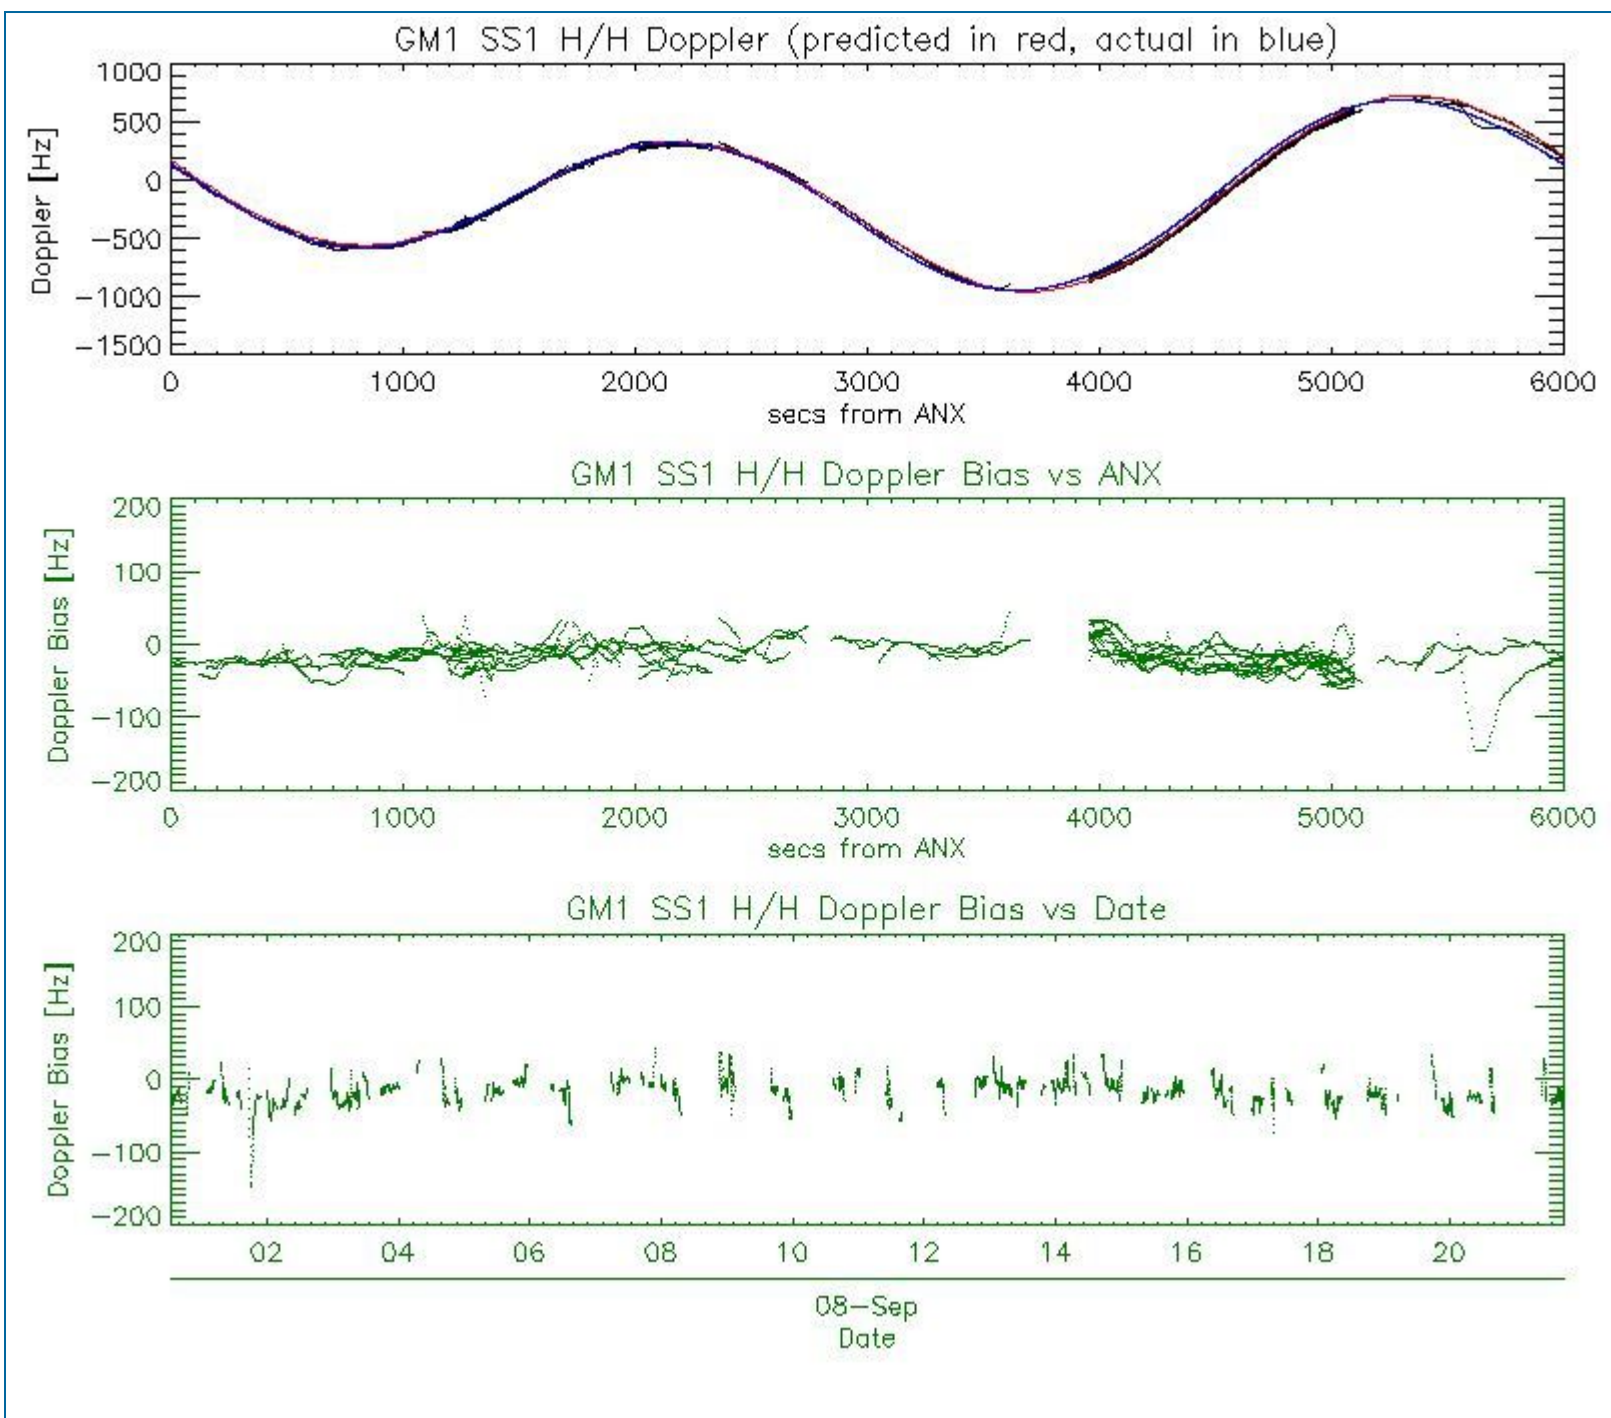 GM1 SS1 H/H Doppler (predicted in red, actual in blue)
1000
500
0
−500
−1000
−1500
Doppler [Hz]
0 1000 2000 3000 4000 5000 6000
secs from ANX
GM1 SS1 H/H Doppler Bias vs ANX
200
100
0
−100
−200
Doppler Bias [Hz]
0 1000 2000 3000 4000 5000 6000
secs from ANX
GM1 SS1 H/H Doppler Bias vs Date
200
100
0
−100
−200
Doppler Bias [Hz]
02 04 06 08 10 12 14 16 18 20
08−Sep
Date